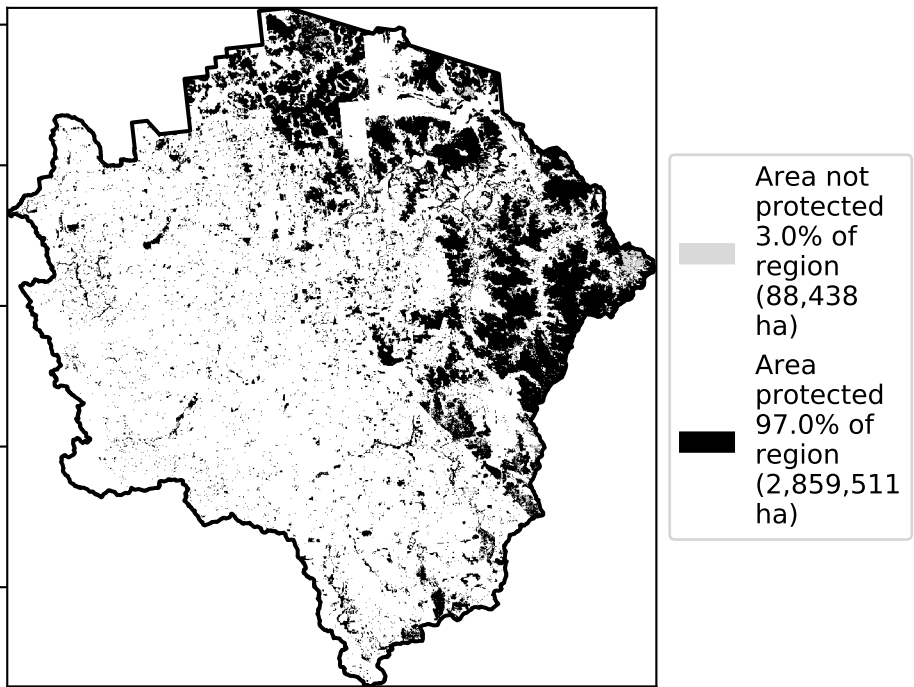 Area not
protected
3.0% of
region
(88,438
ha)
Area
protected
97.0% of
region
(2,859,511
ha)